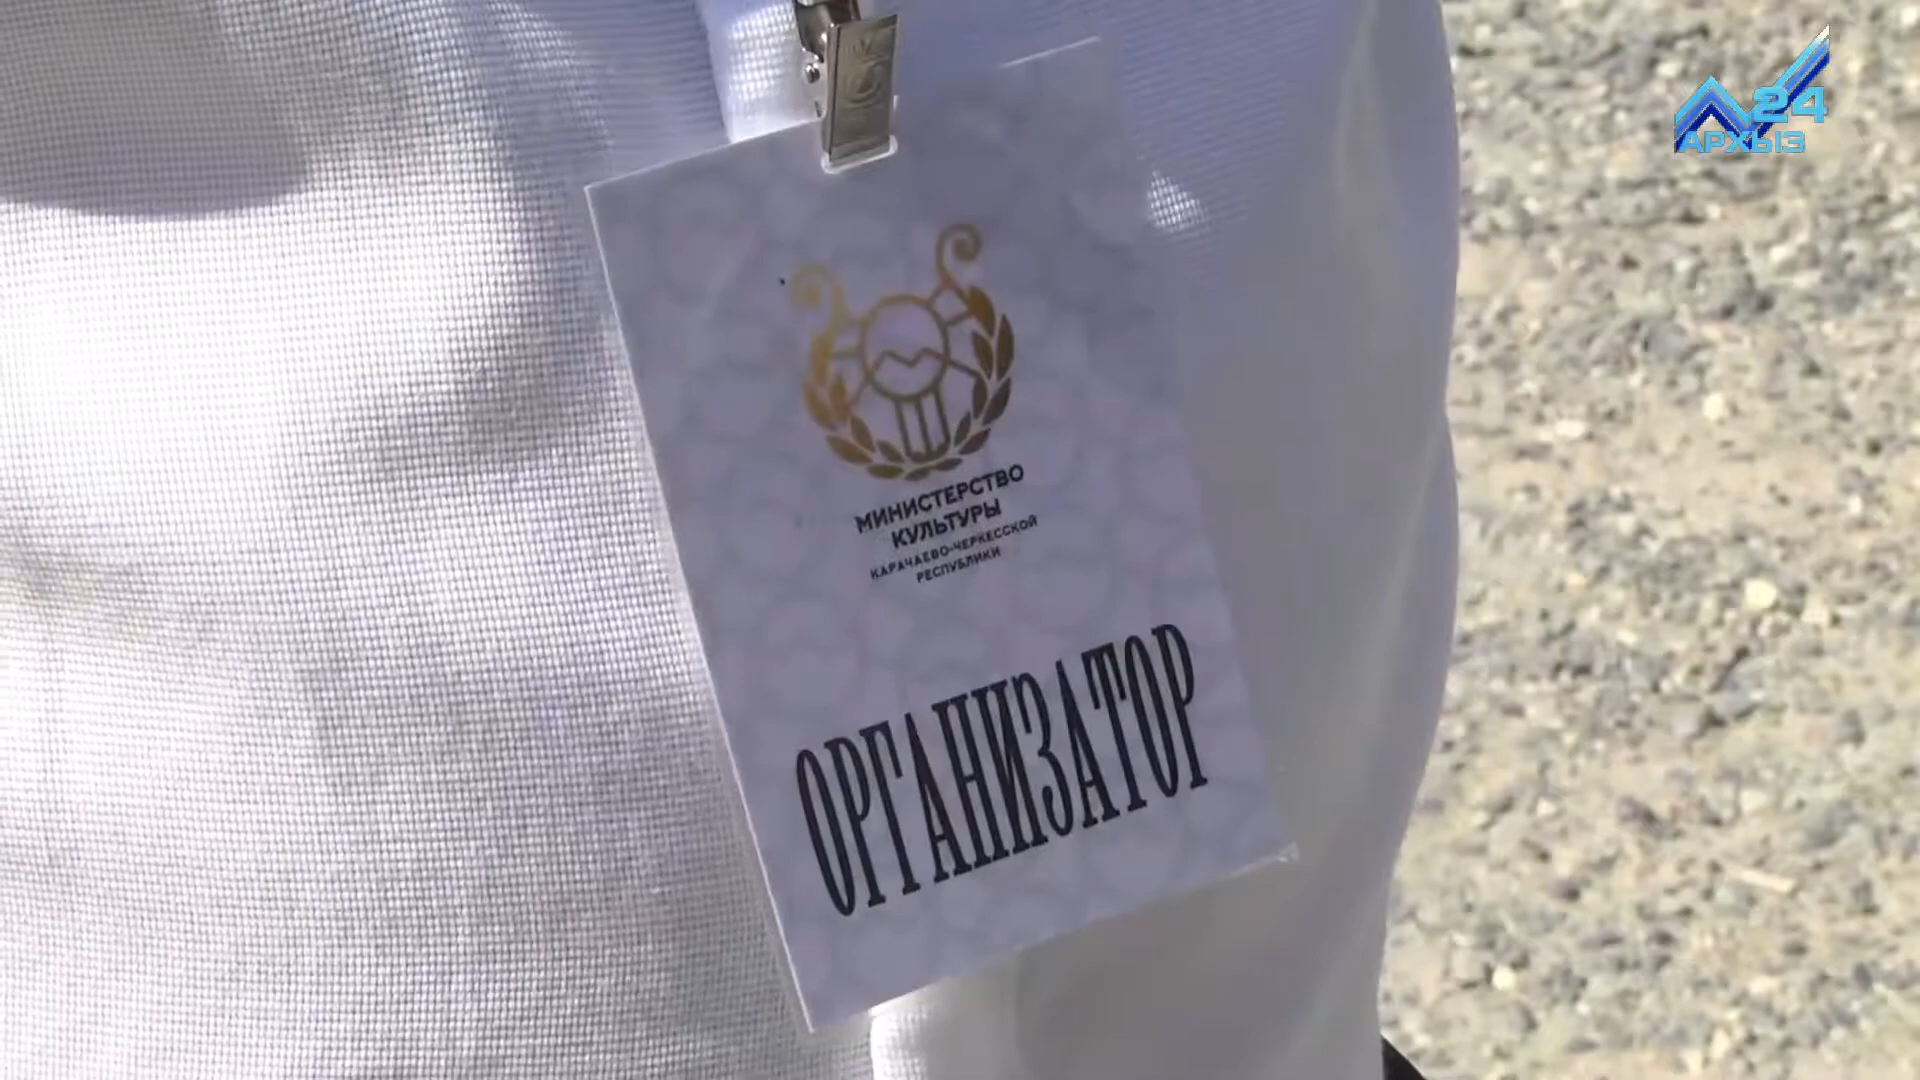 24
АРХЫЗ
МИНИСТЕРСТВО
КУЛЬТУРЫ
КАРАЧАЕВО-ЧЕРКЕССКОЙ
РЕСПУБЛИКИ
ОРГАНИЗАТОР